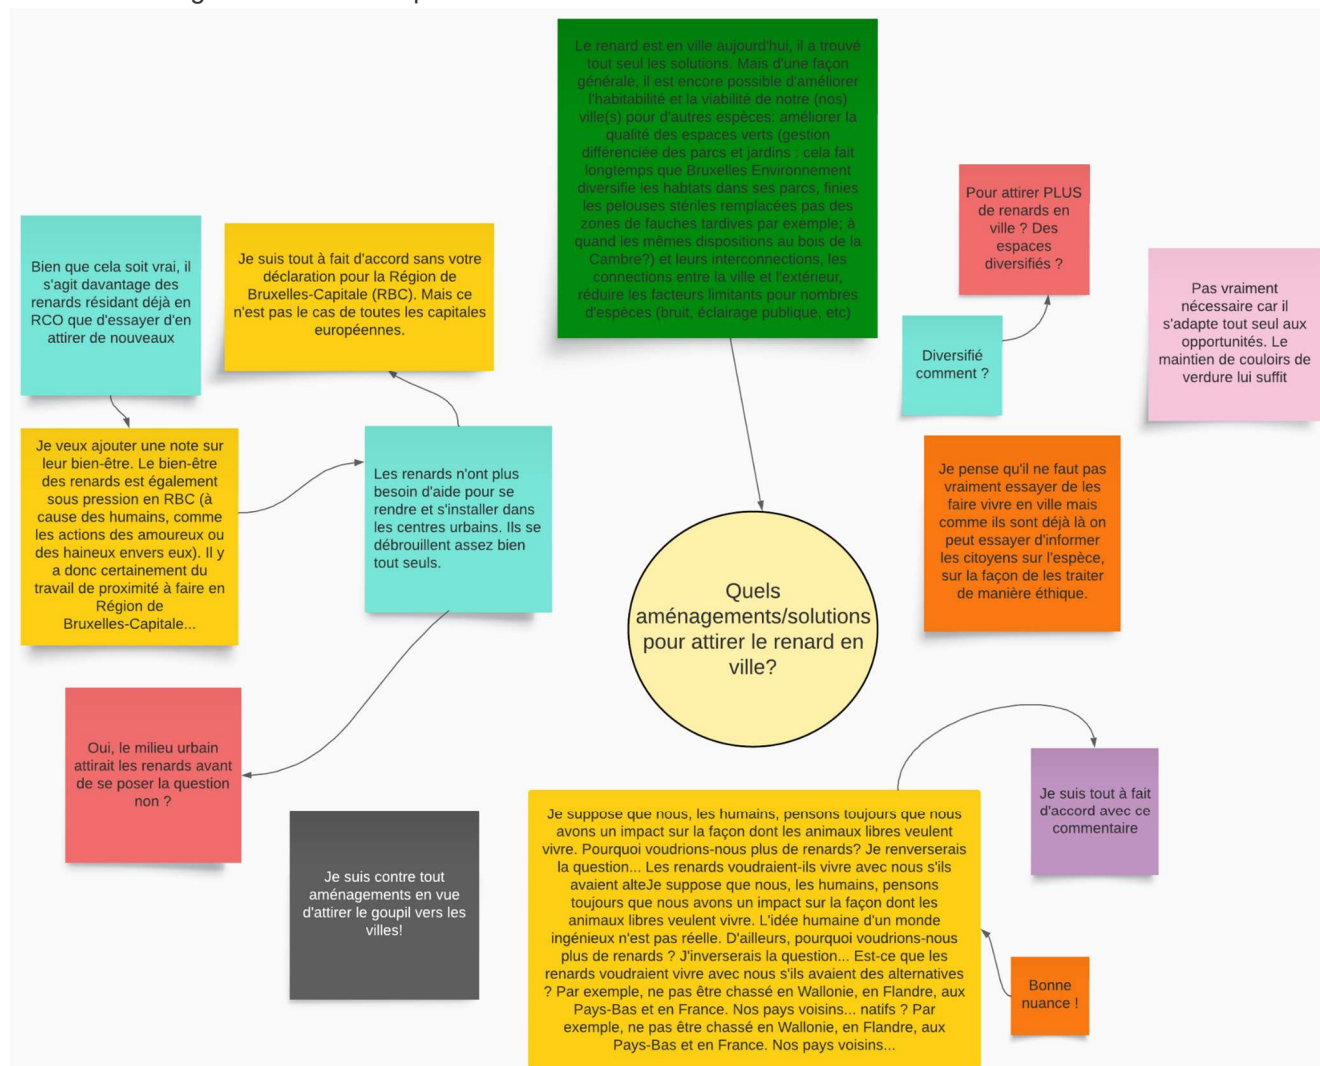 Le renard est en ville aujourd'hui, il a trouvé
tout seul les solutions. Mais d'une façon
générale, il est encore possible d'améliorer
l'habitabilité et la viabilité de notre (nos)
ville(s) pour d'autres espèces: améliorer la
qualité des espaces verts (gestion
différenciée des parcs et jardins : cela fait
longtemps que Bruxelles Environnement
diversifie les habtats dans ses parcs, finies
les pelouses stériles remplacées pas des
zones de fauches tardives par exemple; à
quand les mêmes dispositions au bois de la
Cambre?) et leurs interconnections, les
connections entre la ville et l'extérieur,
réduire les facteurs limitants pour nombres
d'espèces (bruit, éclairage publique, etc)
Pour attirer PLUS
de renards en
ville ? Des
espaces
diversifiés ?
Bien que cela soit vrai, il
s'agit davantage des
renards résidant déjà en
RCO que d'essayer d'en
attirer de nouveaux
Je suis tout à fait d'accord sans votre
déclaration pour la Région de
Bruxelles-Capitale (RBC). Mais ce
n'est pas le cas de toutes les capitales
européennes.
Pas vraiment
nécessaire car il
s'adapte tout seul aux
opportunités. Le
maintien de couloirs de
verdure lui suffit
Diversifié
comment ?
Je veux ajouter une note sur
leur bien-être. Le bien-être
des renards est également
sous pression en RBC (à
cause des humains, comme
les actions des amoureux ou
des haineux envers eux). Il y
a donc certainement du
travail de proximité à faire en
Région de
Bruxelles-Capitale...
Les renards n'ont plus
besoin d'aide pour se
rendre et s'installer dans
les centres urbains. Ils se
débrouillent assez bien
tout seuls.
Je pense qu'il ne faut pas
vraiment essayer de les
faire vivre en ville mais
comme ils sont déjà là on
peut essayer d'informer
les citoyens sur l'espèce,
sur la façon de les traiter
de manière éthique.
Quels
aménagements/solutions
pour attirer le renard en
ville?
Oui, le milieu urbain
attirait les renards avant
de se poser la question
non ?
Je suis contre tout
aménagements en vue
d'attirer le goupil vers les
villes!
Je suppose que nous, les humains, pensons toujours que nous
avons un impact sur la façon dont les animaux libres veulent
vivre. Pourquoi voudrions-nous plus de renards? Je renverserais
la question... Les renards voudraient-ils vivre avec nous s'ils
avaient alteJe suppose que nous, les humains, pensons
toujours que nous avons un impact sur la façon dont les
animaux libres veulent vivre. L'idée humaine d'un monde
ingénieux n'est pas réelle. D'ailleurs, pourquoi voudrions-nous
plus de renards ? J'inverserais la question... Est-ce que les
renards voudraient vivre avec nous s'ils avaient des alternatives
? Par exemple, ne pas être chassé en Wallonie, en Flandre, aux
Pays-Bas et en France. Nos pays voisins... natifs ? Par
exemple, ne pas être chassé en Wallonie, en Flandre, aux
Pays-Bas et en France. Nos pays voisins...
Je suis tout à fait
d'accord avec ce
commentaire
Bonne
nuance !